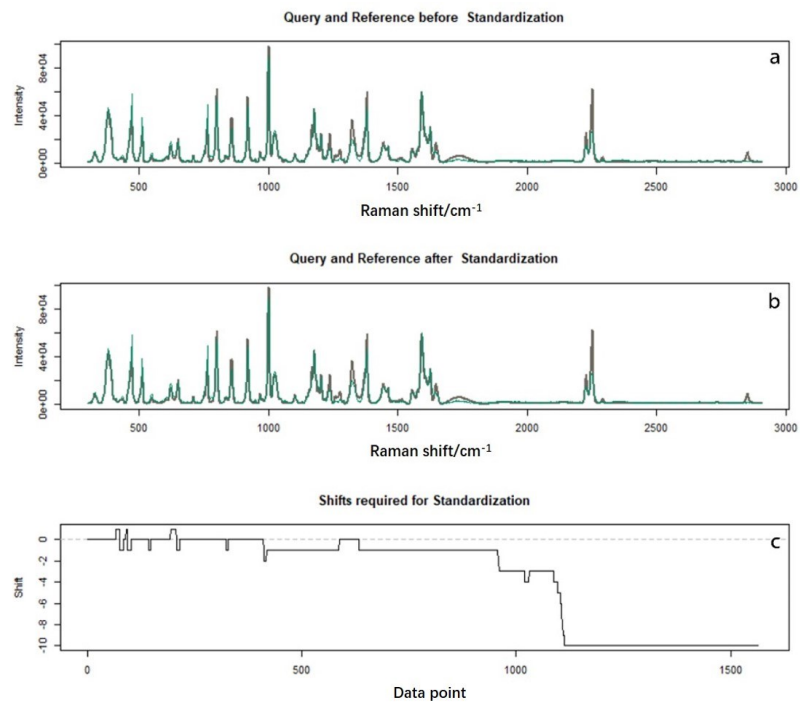 Query and Reference before Standardization
a
Intensity
8e+04
4e+04
0e+00
500 1000 1500 2000 2500 3000
Raman shift/cm⁻¹
Query and Reference after Standardization
b
Intensity
8e+04
4e+04
0e+00
500 1000 1500 2000 2500 3000
Raman shift/cm⁻¹
Shifts required for Standardization
c
Shift
0
-2
-4
-6
-8
-10
0 500 1000 1500
Data point